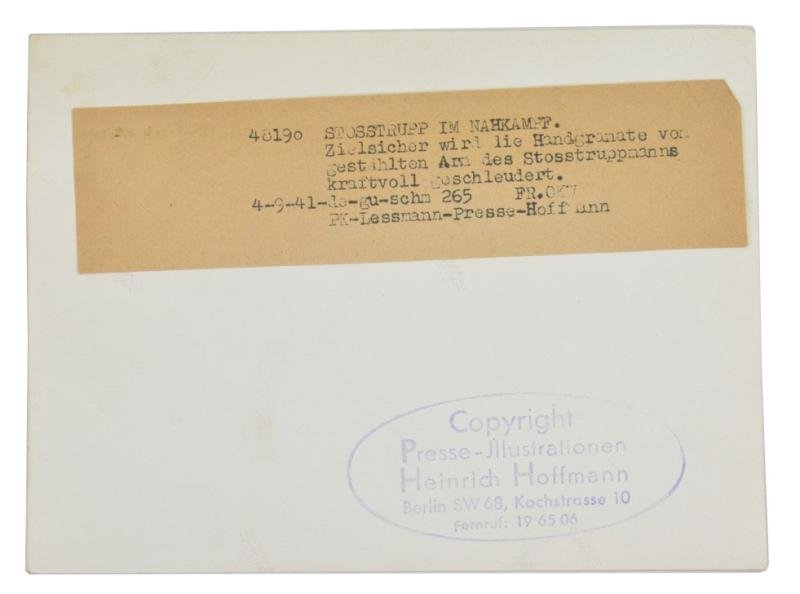 48190 STOSSTRUPP IM NAHKAMPF.
Zielsicher wird die Handgranate von
gestählten Arm des Stosstruppmanns
kraftvoll geschleudert.
4-9-41-do-gu-schm 265 FR.OKW
PK-Lessmann-Presse-Hoffmann
Copyright
Presse-Illustrationen
Heinrich Hoffmann
Berlin SW 68, Kochstrasse 10
Fernruf: 19 65 06